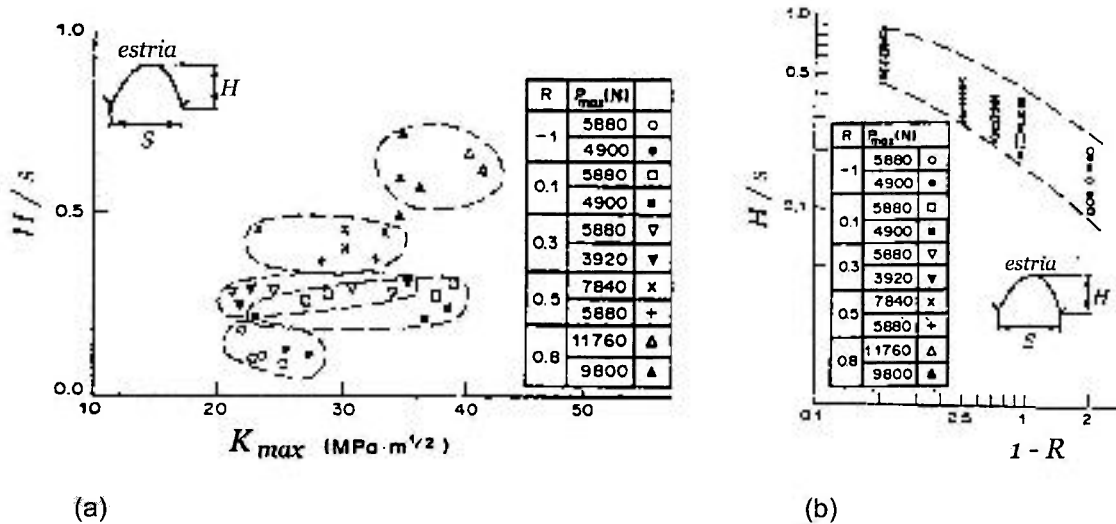 1.0
estria
H
S
H/s
0.5
0.0
10
20
30
40
50
K max (MPa·m1/2)
R Pmax(N)
-1 5880 ○
4900 •
0.1 5880 □
4900 ■
0.3 5880 ▽
3920 ▼
0.5 7840 x
5880 +
0.8 11760 △
9800 ▲
(a)
1.0
0.5
0.1
H/s
R Pmax(N)
-1 5880 ○
4900 •
0.1 5880 □
4900 ■
0.3 5880 ▽
3920 ▼
0.5 7840 x
5880 +
0.8 11760 △
9800 ▲
estria
H
S
0.1
0.5
1
2
1 - R
(b)